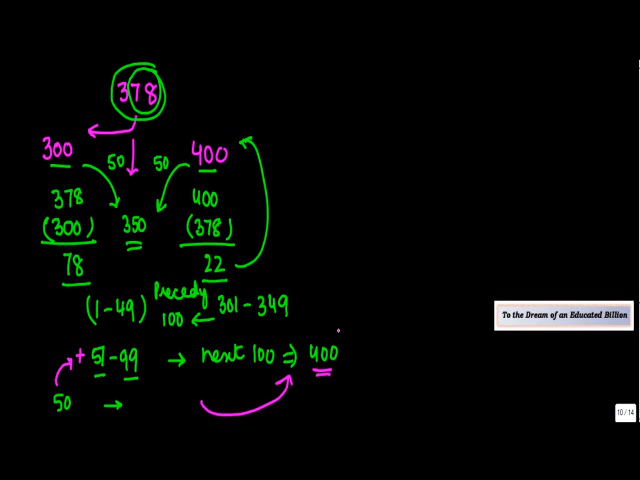 378
300 50 50 400
378 400
(300) 350 (378)
78 22
(1-49) Precedy 301-349
100 ←
+ 51-99 → next 100 ⇒ 400
50 →
To the Dream of an Educated Billion
10 / 14